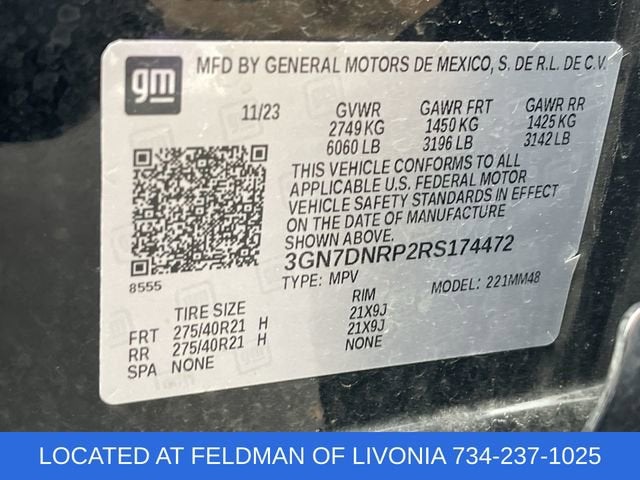 gm
MFD BY GENERAL MOTORS DE MEXICO, S. DE R.L. DE C.V.
11/23 GVWR GAWR FRT GAWR RR
2749 KG 1450 KG 1425 KG
6060 LB 3196 LB 3142 LB
THIS VEHICLE CONFORMS TO ALL
APPLICABLE U.S. FEDERAL MOTOR
VEHICLE SAFETY STANDARDS IN EFFECT
ON THE DATE OF MANUFACTURE
3GN7DNRP2RS174472
8555
TYPE: MPV MODEL: 221MM48
TIRE SIZE RIM
FRT 275/40R21 H 21X9J
RR 275/40R21 H 21X9J
SPA NONE NONE
LOCATED AT FELDMAN OF LIVONIA 734-237-1025